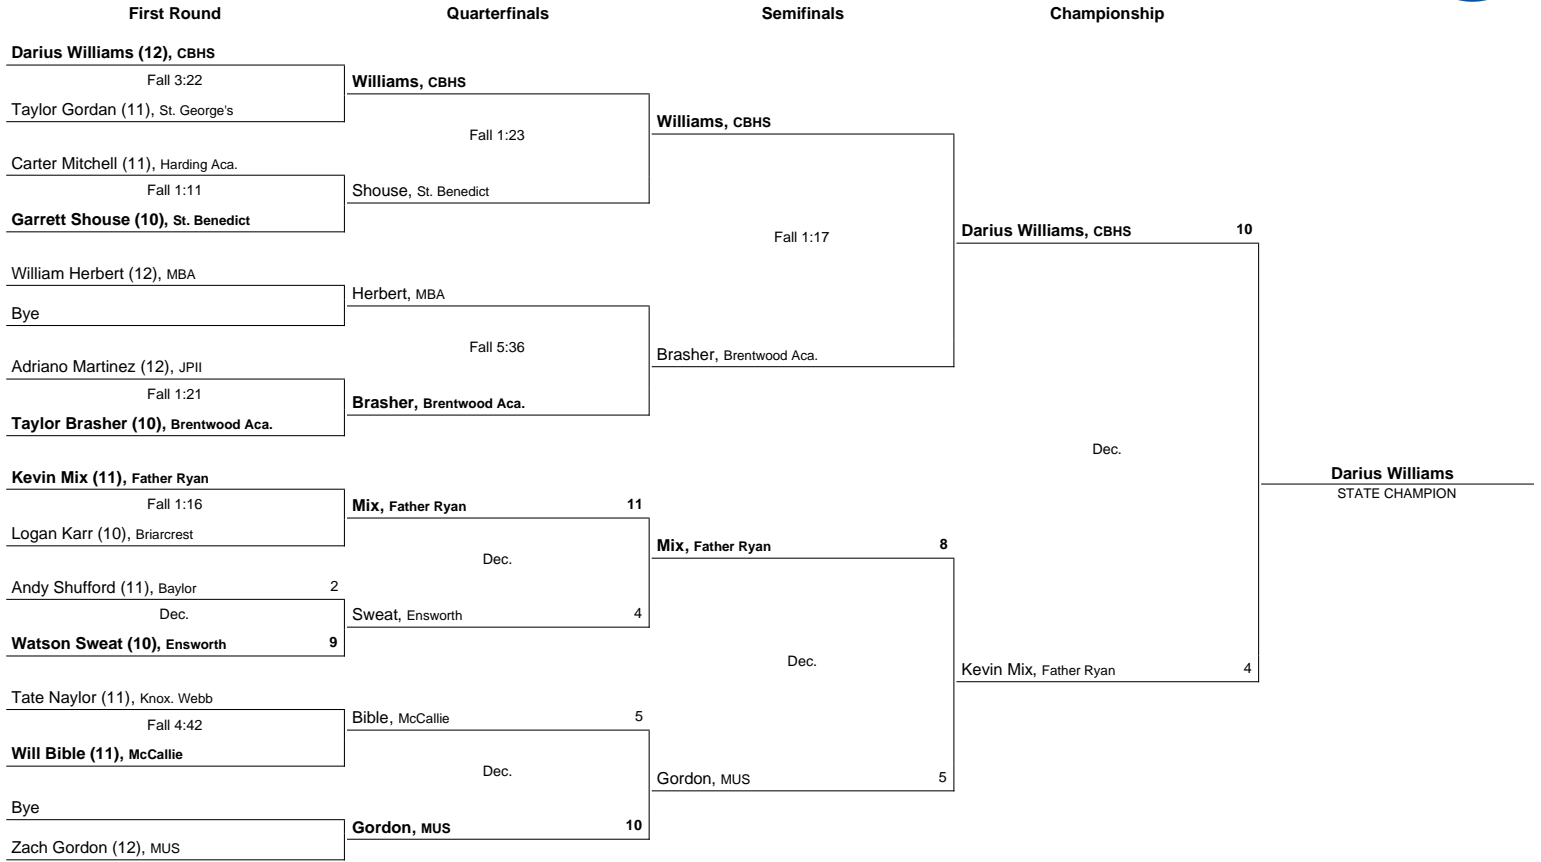 First Round Quarterfinals Semifinals Championship
Darius Williams (12), CBHS
Fall 3:22
Taylor Gordan (11), St. George's
Carter Mitchell (11), Harding Aca.
Fall 1:11
Garrett Shouse (10), St. Benedict
William Herbert (12), MBA
Bye
Adriano Martinez (12), JPII
Fall 1:21
Taylor Brasher (10), Brentwood Aca.
Kevin Mix (11), Father Ryan
Fall 1:16
Logan Karr (10), Briarcrest
Andy Shufford (11), Baylor 2
Dec.
Watson Sweat (10), Ensworth 9
Tate Naylor (11), Knox. Webb
Fall 4:42
Will Bible (11), McCallie
Bye
Zach Gordon (12), MUS
Williams, CBHS
Fall 1:23
Shouse, St. Benedict
Herbert, MBA
Fall 5:36
Brasher, Brentwood Aca.
Mix, Father Ryan 11
Dec.
Sweat, Ensworth 4
Bible, McCallie 5
Dec.
Gordon, MUS 10
Williams, CBHS
Fall 1:17
Brasher, Brentwood Aca.
Mix, Father Ryan 8
Dec.
Gordon, MUS 5
Darius Williams, CBHS 10
Dec.
Kevin Mix, Father Ryan 4
Darius Williams
STATE CHAMPION